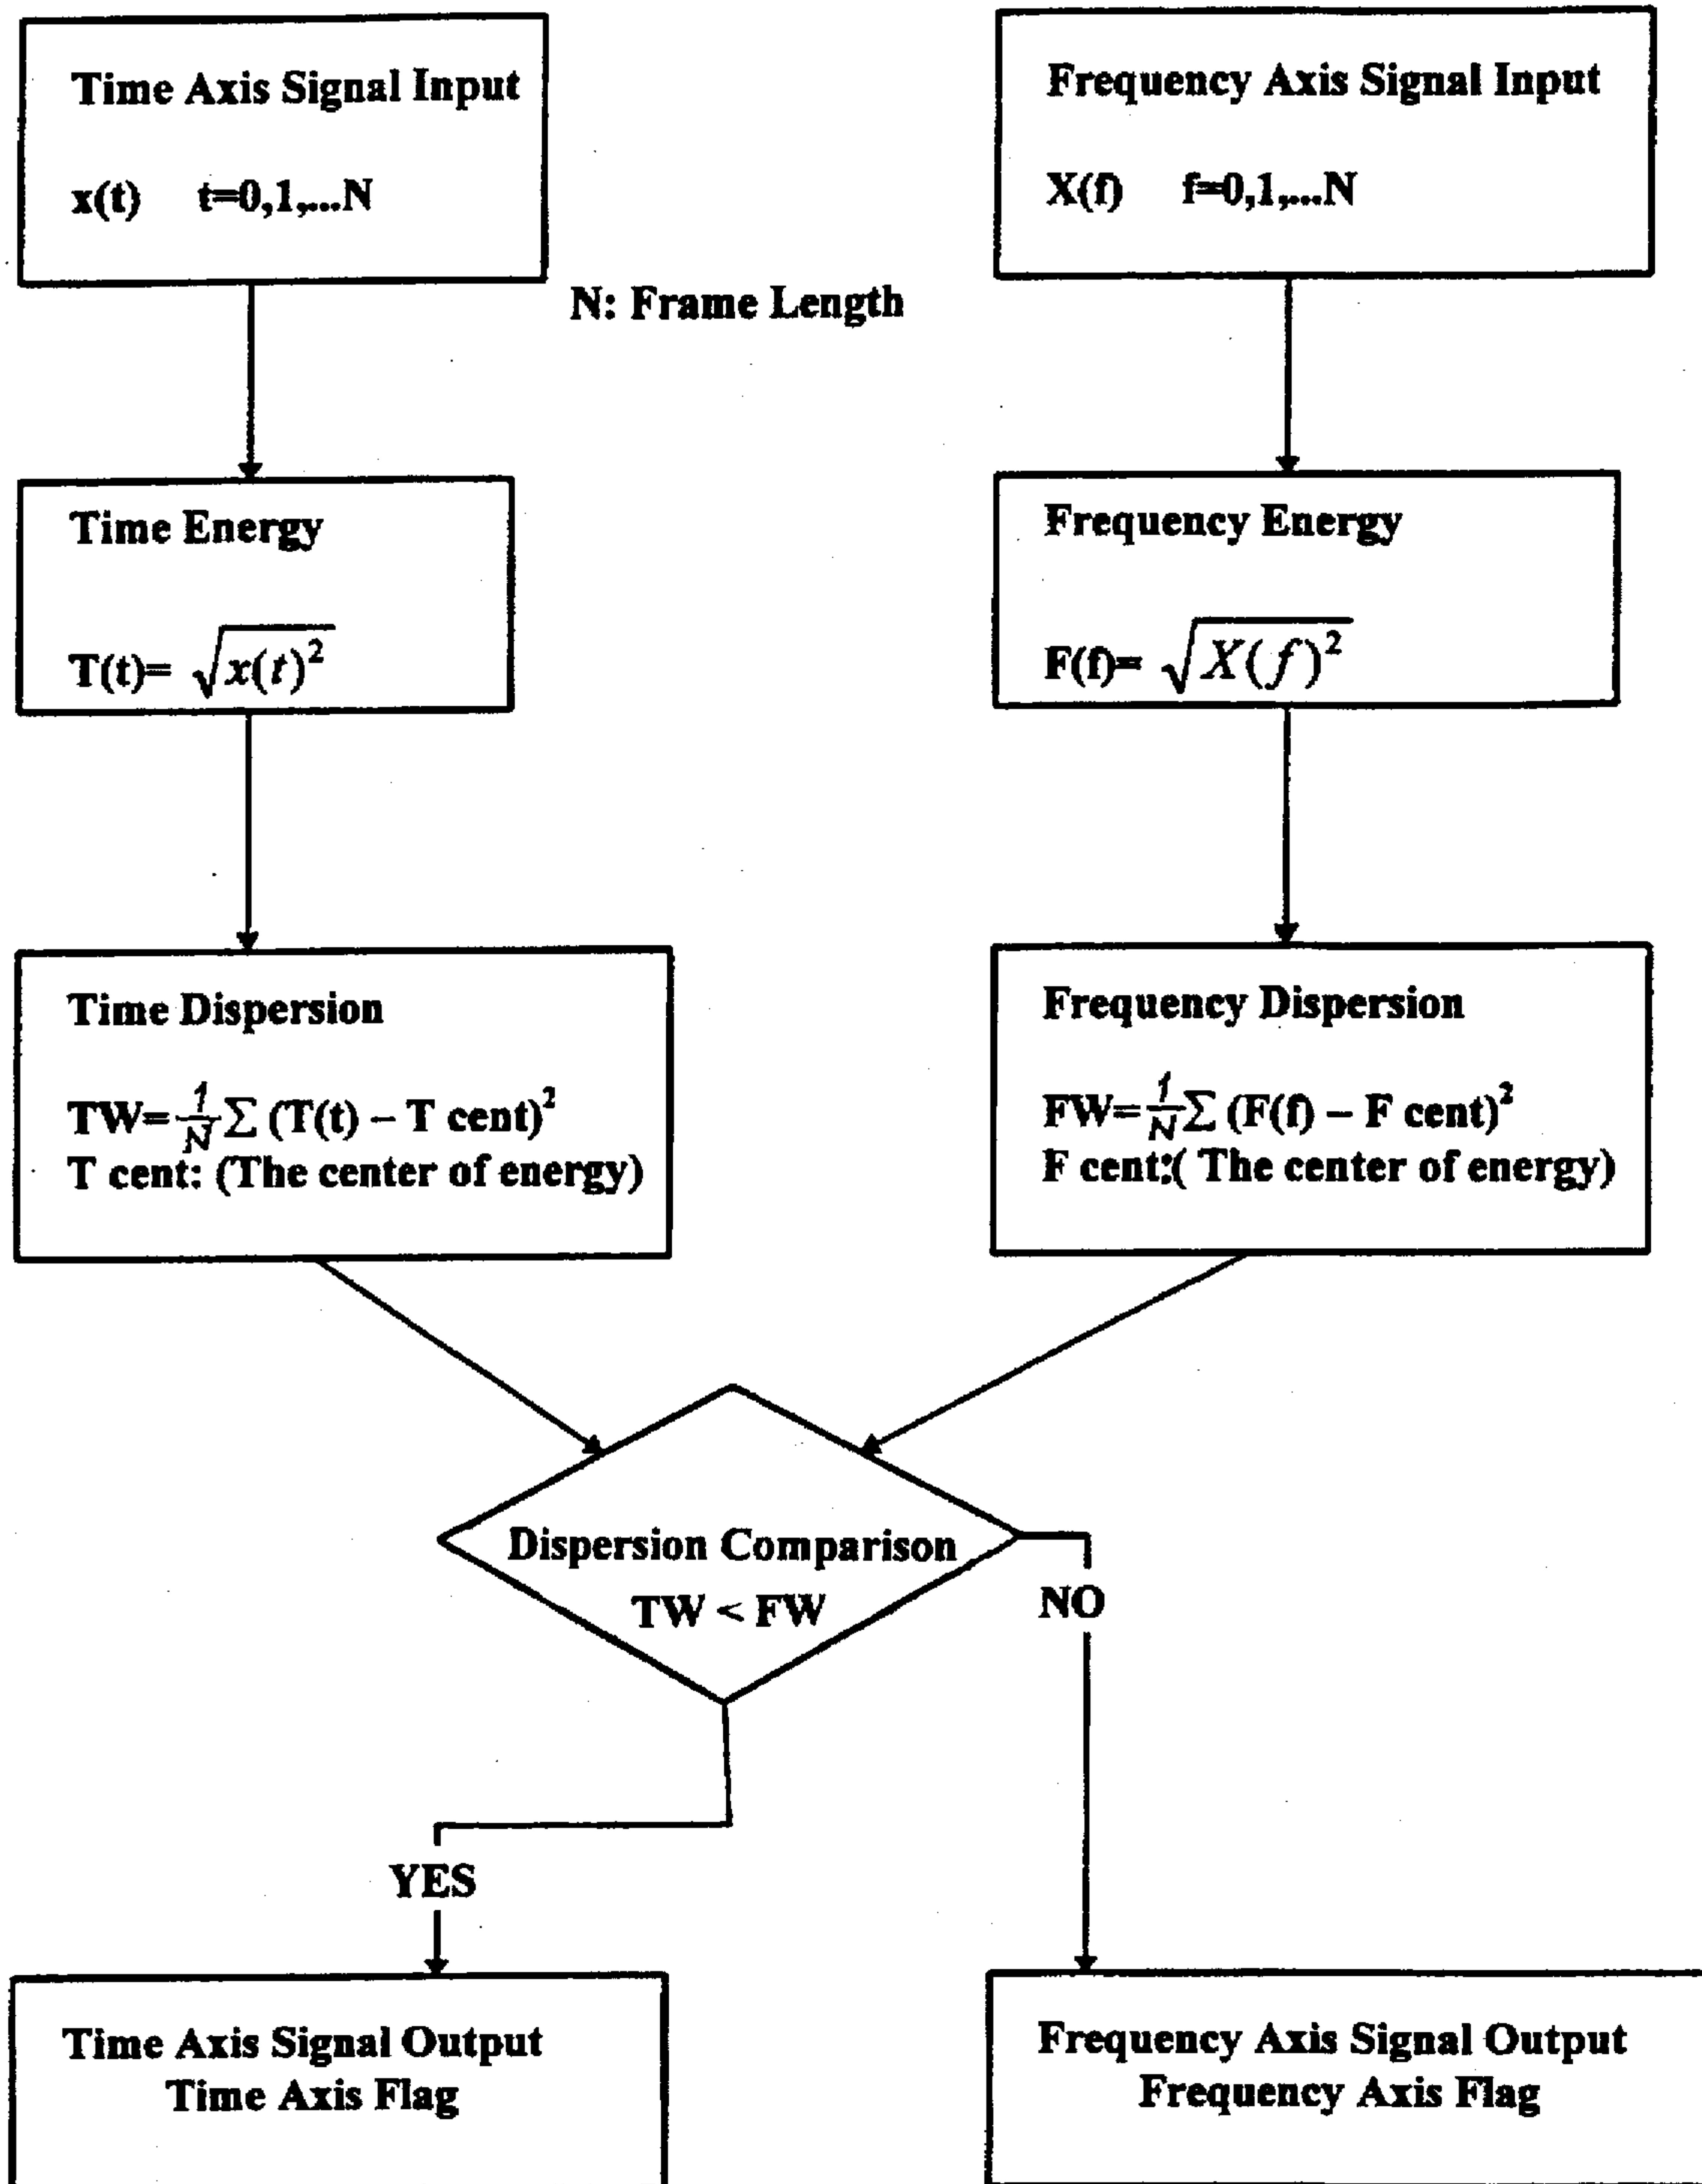 Time Axis Signal Input
x(t) t=0,1,...N
Frequency Axis Signal Input
X(f) f=0,1,...N
N: Frame Length
Time Energy
T(t)= √x(t)²
Frequency Energy
F(f)= √X(f)²
Time Dispersion
TW= 1/N Σ (T(t) – T cent)²
T cent: (The center of energy)
Frequency Dispersion
FW= 1/N Σ (F(f) – F cent)²
F cent:( The center of energy)
Dispersion Comparison
TW < FW
NO
YES
Time Axis Signal Output
Time Axis Flag
Frequency Axis Signal Output
Frequency Axis Flag